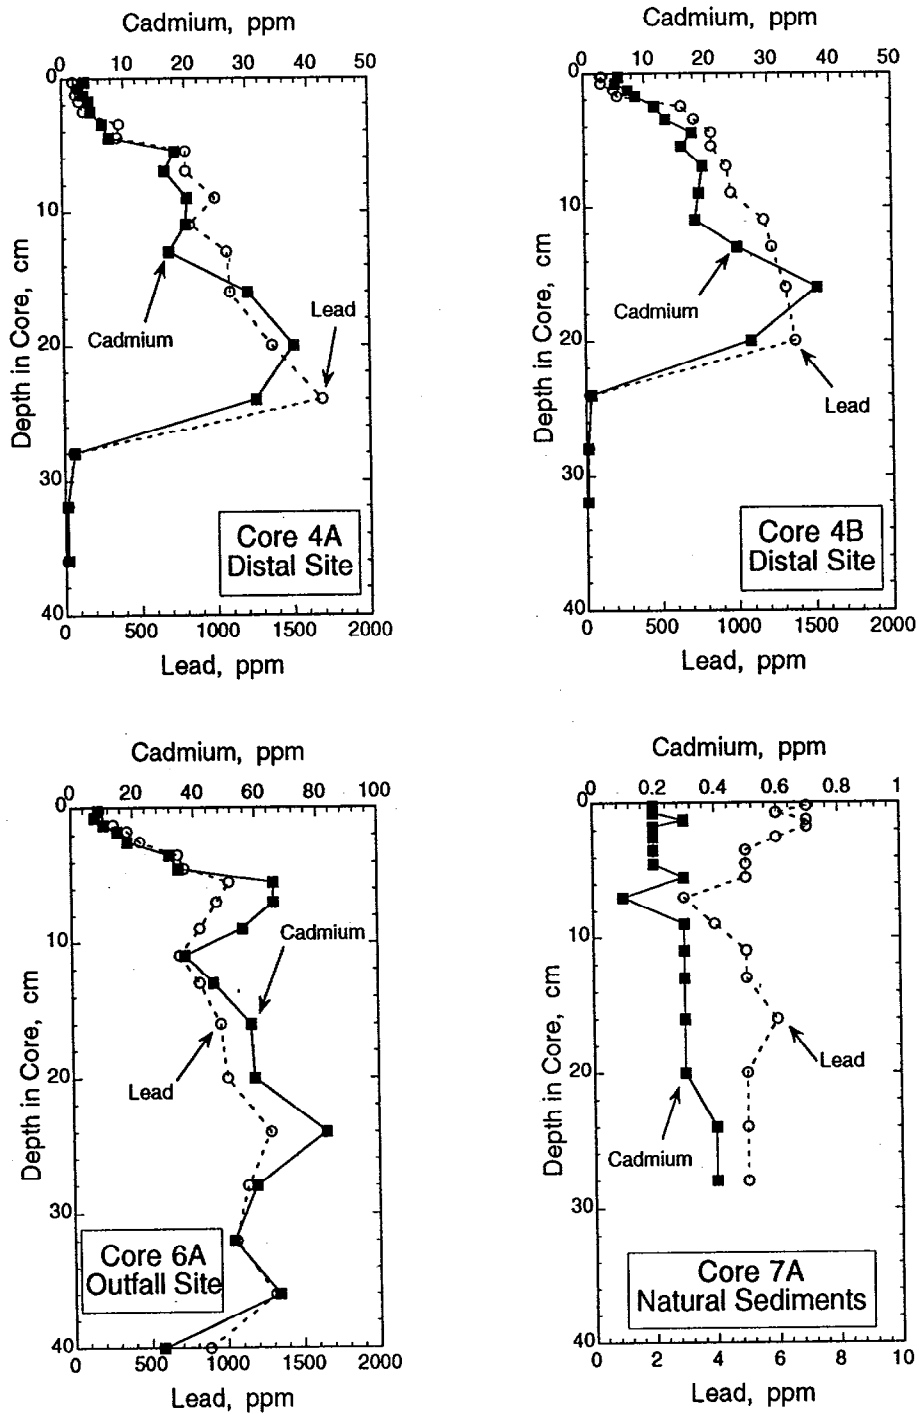 Cadmium, ppm
0 10 20 30 40 50
0
10
20
30
40
Depth in Core, cm
Cadmium
Lead
Core 4A
Distal Site
0 500 1000 1500 2000
Lead, ppm
Cadmium, ppm
0 10 20 30 40 50
0
10
20
30
40
Depth in Core, cm
Cadmium
Lead
Core 4B
Distal Site
0 500 1000 1500 2000
Lead, ppm
Cadmium, ppm
0 20 40 60 80 100
0
10
20
30
40
Depth in Core, cm
Cadmium
Lead
Core 6A
Outfall Site
0 500 1000 1500 2000
Lead, ppm
Cadmium, ppm
0 0.2 0.4 0.6 0.8 1
0
10
20
30
40
Depth in Core, cm
Lead
Cadmium
Core 7A
Natural Sediments
0 2 4 6 8 10
Lead, ppm